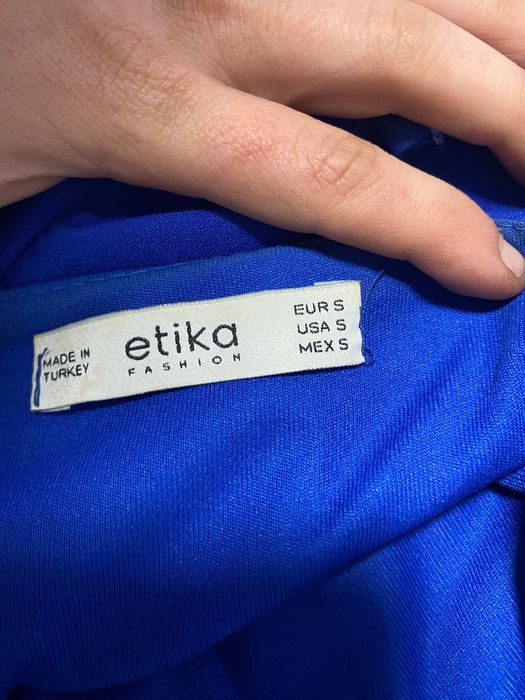 MADE IN
TURKEY
etika
FASHION
EUR S
USA S
MEX S